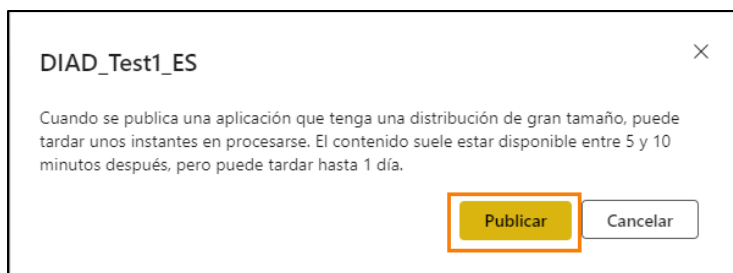 DIAD_Test1_ES
Cuando se publica una aplicación que tenga una distribución de gran tamaño, puede
tardar unos instantes en procesarse. El contenido suele estar disponible entre 5 y 10
minutos después, pero puede tardar hasta 1 día.
Publicar Cancelar